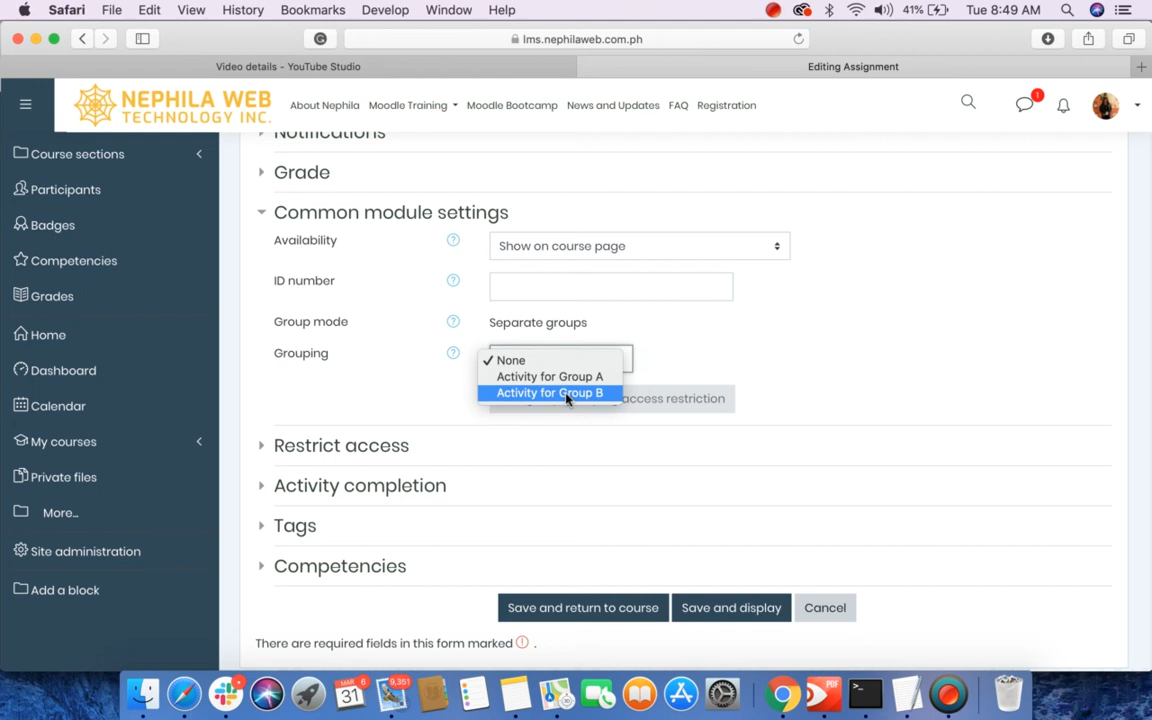 Safari File Edit View History Bookmarks Develop Window Help 41% Tue 8:49 AM
lms.nephilaweb.com.ph
Video details - YouTube Studio Editing Assignment
NEPHILA WEB
TECHNOLOGY INC.
About Nephila Moodle Training Moodle Bootcamp News and Updates FAQ Registration 1
Notifications
Course sections
Participants
Badges
Competencies
Grades
Home
Dashboard
Calendar
My courses
Private files
More...
Site administration
Add a block
Grade
Common module settings
Availability ? Show on course page
ID number ?
Group mode ? Separate groups
Grouping ?
✓ None
Activity for Group A
Activity for Group B
access restriction
Restrict access
Activity completion
Tags
Competencies
Save and return to course Save and display Cancel
There are required fields in this form marked ! .
MAR 31 6 9,351 PDF